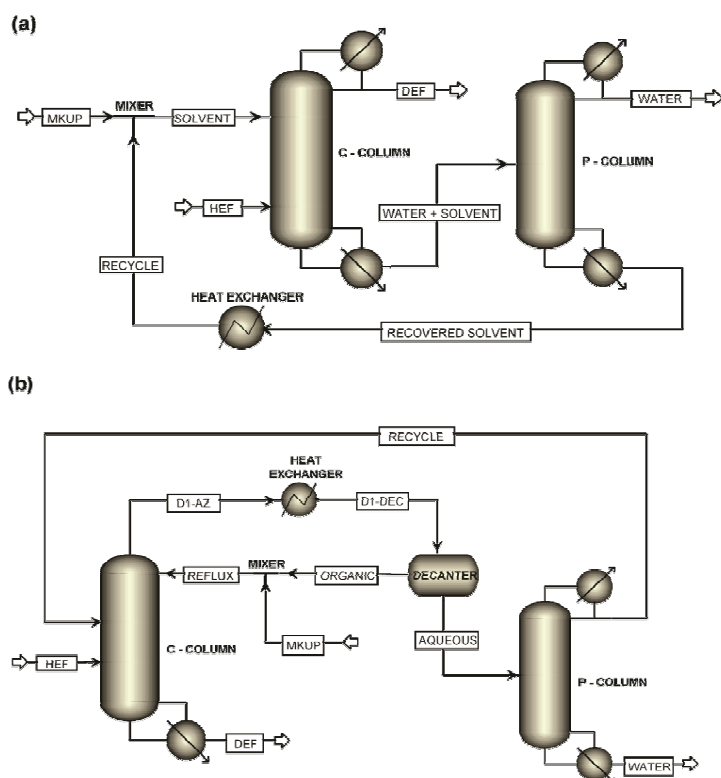 (a)
MKUP
MIXER
SOLVENT
DEF
WATER
C - COLUMN
P - COLUMN
HEF
WATER + SOLVENT
RECYCLE
HEAT EXCHANGER
RECOVERED SOLVENT
(b)
RECYCLE
HEAT
EXCHANGER
D1-AZ
D1-DEC
REFLUX
MIXER
ORGANIC
DECANTER
AQUEOUS
MKUP
C - COLUMN
HEF
P - COLUMN
DEF
WATER